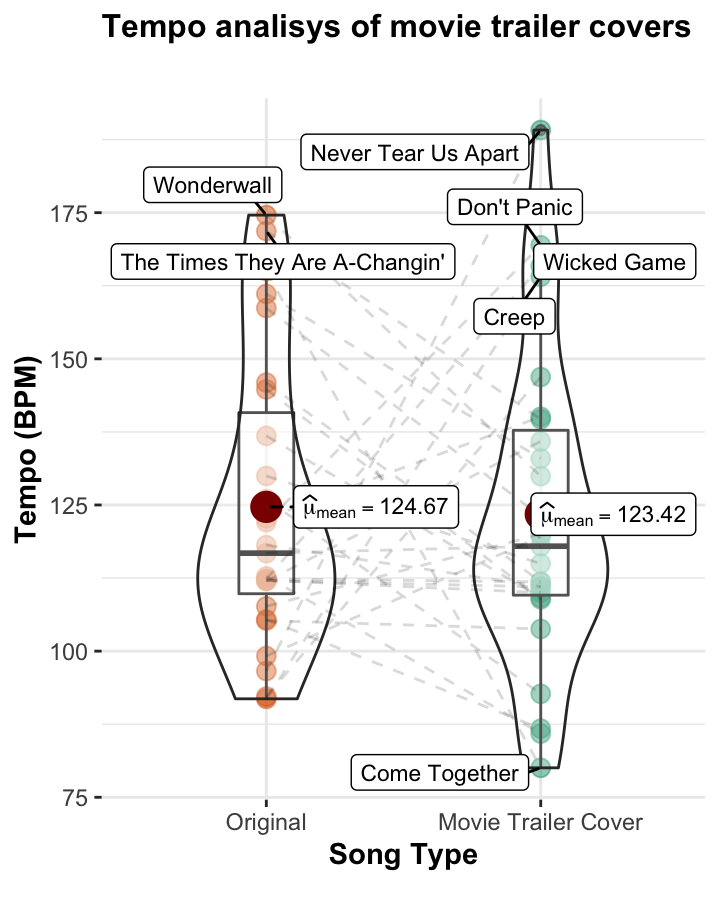 Tempo analisys of movie trailer covers
Never Tear Us Apart
Wonderwall
Don't Panic
175
The Times They Are A-Changin'
Wicked Game
Creep
150
Tempo (BPM)
125
μ̂mean = 124.67
μ̂mean = 123.42
100
Come Together
75
Original
Movie Trailer Cover
Song Type